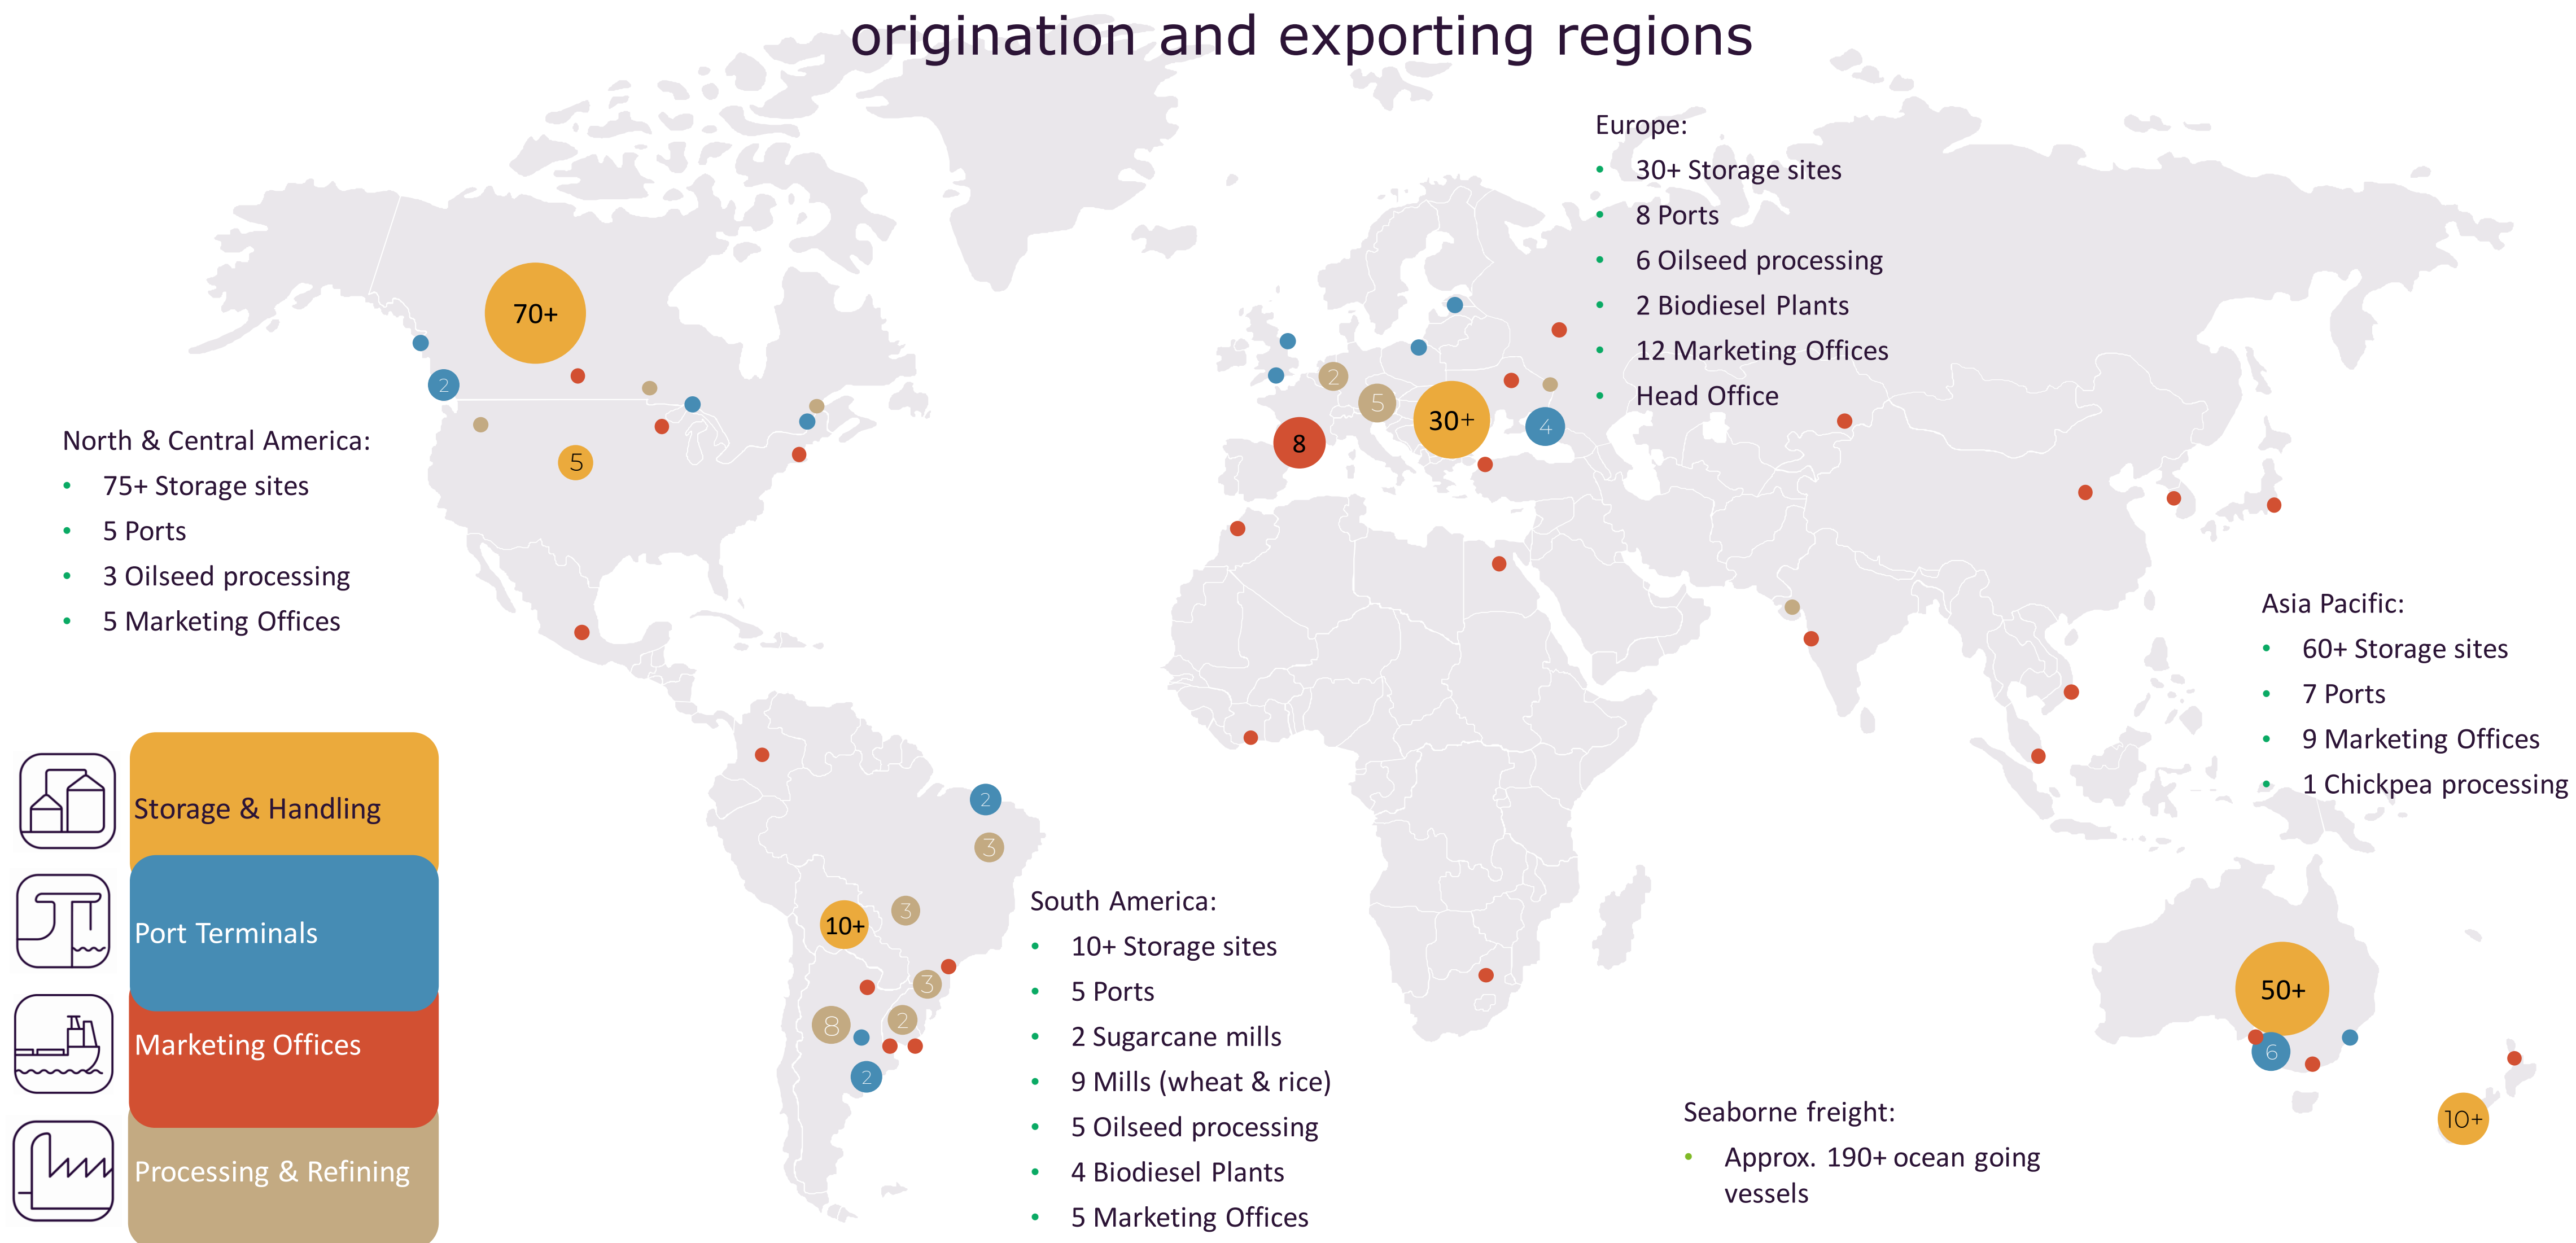 origination and exporting regions
Europe:
• 30+ Storage sites
• 8 Ports
• 6 Oilseed processing
• 2 Biodiesel Plants
• 12 Marketing Offices
• Head Office
70+
2
5
2
5
30+
4
8
North & Central America:
• 75+ Storage sites
• 5 Ports
• 3 Oilseed processing
• 5 Marketing Offices
Asia Pacific:
• 60+ Storage sites
• 7 Ports
• 9 Marketing Offices
• 1 Chickpea processing
Storage & Handling
Port Terminals
Marketing Offices
Processing & Refining
2
3
3
10+
3
8
2
2
South America:
• 10+ Storage sites
• 5 Ports
• 2 Sugarcane mills
• 9 Mills (wheat & rice)
• 5 Oilseed processing
• 4 Biodiesel Plants
• 5 Marketing Offices
50+
6
10+
Seaborne freight:
• Approx. 190+ ocean going
vessels